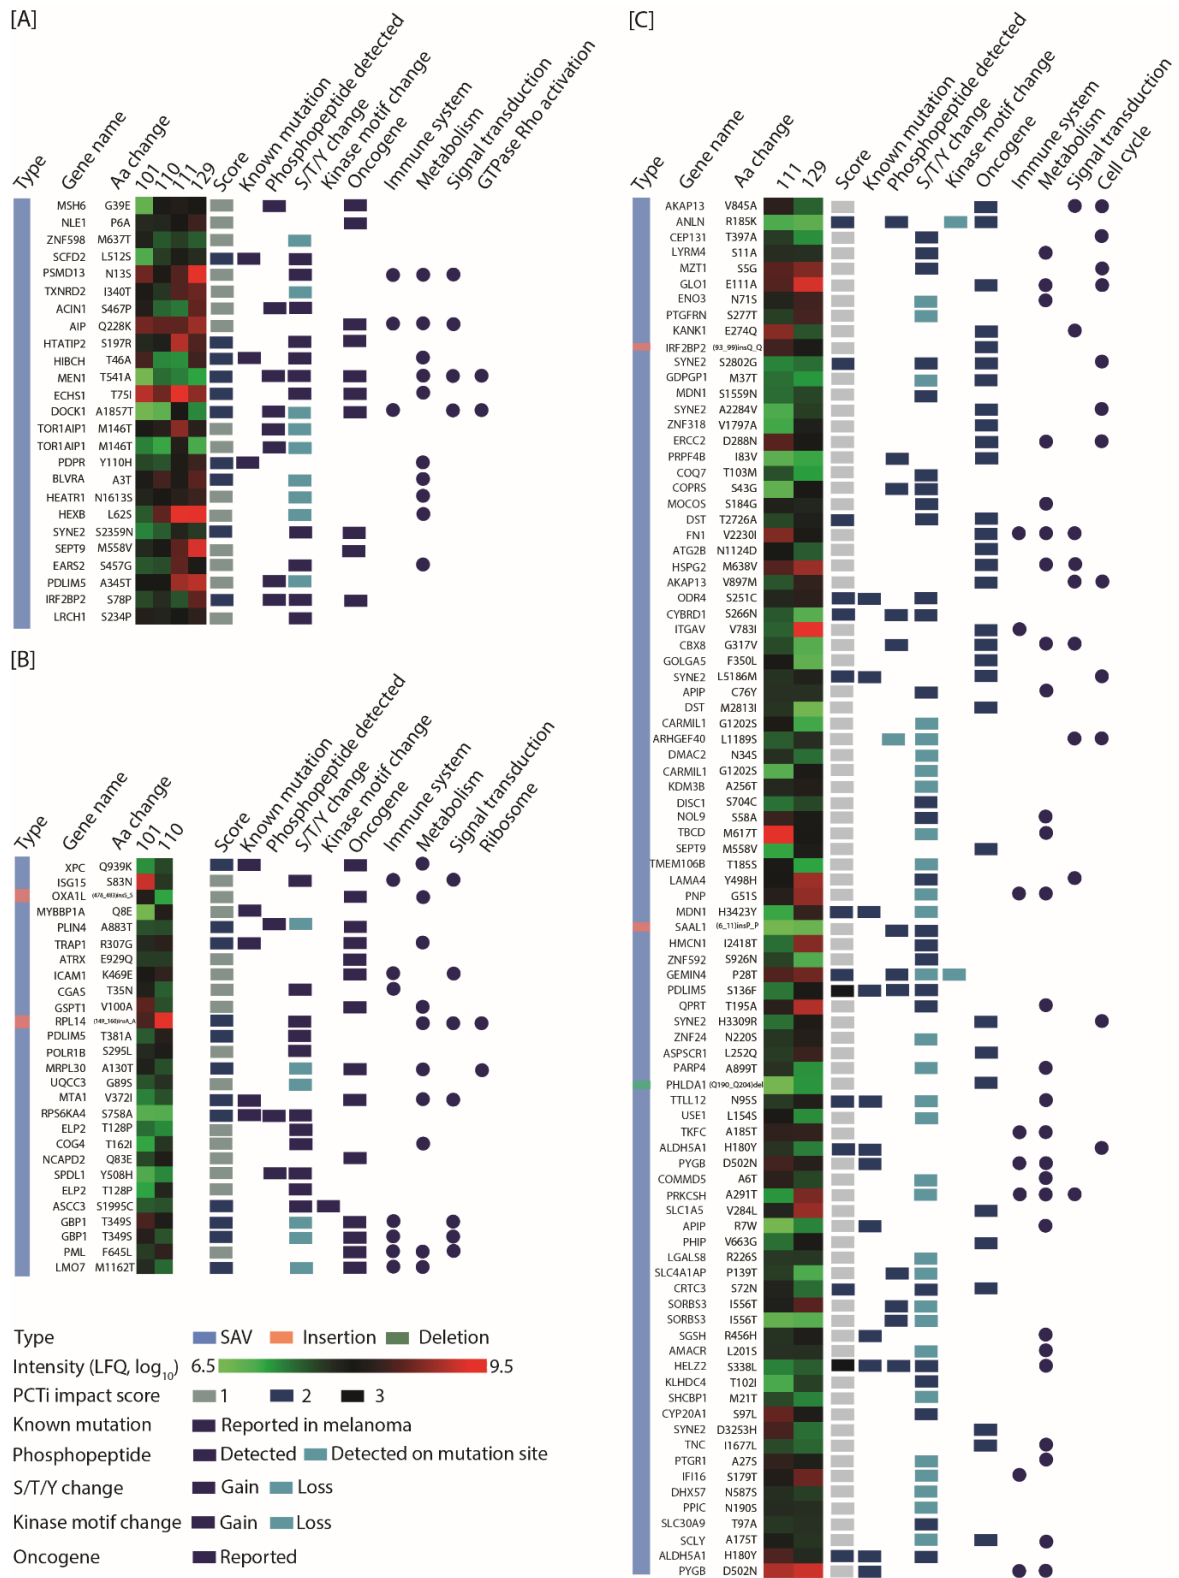 [A]
Type
Gene name
Aa change
101
110
111
129
Score
Known mutation
Phosphopeptide detected
S/T/Y change
Kinase motif change
Oncogene
Immune system
Metabolism
Signal transduction
GTPase Rho activation
MSH6 G39E
NLE1 P6A
ZNF598 M637T
SCFD2 L512S
PSMD13 N13S
TXNRD2 I340T
ACIN1 S467P
AIP Q228K
HTATIP2 S197R
HIBCH T46A
MEN1 T541A
ECHS1 T75I
DOCK1 A1857T
TOR1AIP1 M146T
TOR1AIP1 M146T
PDPR Y110H
BLVRA A3T
HEATR1 N1613S
HEXB L62S
SYNE2 S2359N
SEPT9 M558V
EARS2 S457G
PDLIM5 A345T
IRF2BP2 S78P
LRCH1 S234P
[B]
Type
Gene name
Aa change
101
110
Score
Known mutation
Phosphopeptide detected
S/T/Y change
Kinase motif change
Oncogene
Immune system
Metabolism
Signal transduction
Ribosome
XPC Q939K
ISG15 S83N
OXA1L
MYBBP1A Q8E
PLIN4 A883T
TRAP1 R307G
ATRX E929Q
ICAM1 K469E
CGAS T35N
GSPT1 V100A
RPL14
PDLIM5 T381A
POLR1B S295L
MRPL30 A130T
UQCC3 G89S
MTA1 V372I
RPS6KA4 S758A
ELP2 T128P
COG4 T162I
NCAPD2 Q83E
SPDL1 Y508H
ELP2 T128P
ASCC3 S1995C
GBP1 T349S
GBP1 T349S
PML F645L
LMO7 M1162T
Type SAV Insertion Deletion
Intensity (LFQ, log10) 6.5 9.5
PCTi impact score 1 2 3
Known mutation Reported in melanoma
Phosphopeptide Detected Detected on mutation site
S/T/Y change Gain Loss
Kinase motif change Gain Loss
Oncogene Reported
[C]
Type
Gene name
Aa change
111
129
Score
Known mutation
Phosphopeptide detected
S/T/Y change
Kinase motif change
Oncogene
Immune system
Metabolism
Signal transduction
Cell cycle
AKAP13 V845A
ANLN R185K
CEP131 T397A
LYRM4 S11A
MZT1 S5G
GLO1 E111A
ENO3 N71S
PTGFRN S277T
KANK1 E274Q
IRF2BP2 (93_99)insQ_Q
SYNE2 S2802G
GDPGP1 M37T
MDN1 S1559N
SYNE2 A2284V
ZNF318 V1797A
ERCC2 D288N
PRPF4B I83V
COQ7 T103M
COPRS S43G
MOCOS S184G
DST T2726A
FN1 V2230I
ATG2B N1124D
HSPG2 M638V
AKAP13 V897M
ODR4 S251C
CYBRD1 S266N
ITGAV V783I
CBX8 G317V
GOLGA5 F350L
SYNE2 L5186M
APIP C76Y
DST M2813I
CARMIL1 G1202S
ARHGEF40 L1189S
DMAC2 N34S
CARMIL1 G1202S
KDM3B A256T
DISC1 S704C
NOL9 S58A
TBCD M617T
SEPT9 M558V
TMEM106B T185S
LAMA4 Y498H
PNP G51S
MDN1 H3423Y
SAAL1 (6_11)insP_P
HMCN1 I2418T
ZNF592 S926N
GEMIN4 P28T
PDLIM5 S136F
QPRT T195A
SYNE2 H3309R
ZNF24 N220S
ASPSCR1 L252Q
PARP4 A899T
PHLDA1 (Q190_Q204)del
TTLL12 N95S
USE1 L154S
TKFC A185T
ALDH5A1 H180Y
PYGB D502N
COMMD5 A6T
PRKCSH A291T
SLC1A5 V284L
APIP R7W
PHIP V663G
LGALS8 R226S
SLC4A1AP P139T
CRTC3 S72N
SORBS3 I556T
SORBS3 I556T
SGSH R456H
AMACR L201S
HELZ2 S338L
KLHDC4 T102I
SHCBP1 M21T
CYP20A1 S97L
SYNE2 D3253H
TNC I1677L
PTGR1 A27S
IFI16 S179T
DHX57 N587S
PPIC N190S
SLC30A9 T97A
SCLY A175T
ALDH5A1 H180Y
PYGB D502N